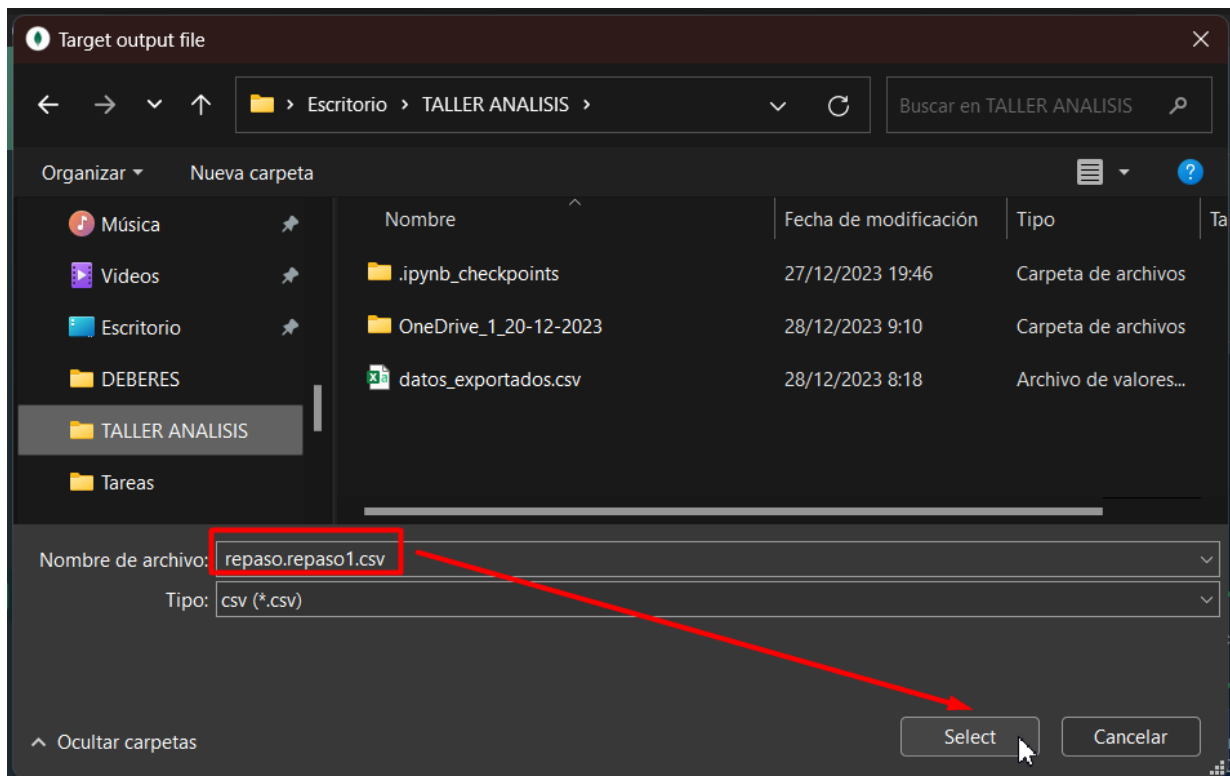 Target output file
Escritorio > TALLER ANALISIS >
Buscar en TALLER ANALISIS
Organizar
Nueva carpeta
Nombre
Fecha de modificación
Tipo
Ta
Música
Videos
Escritorio
DEBERES
TALLER ANALISIS
Tareas
.ipynb_checkpoints
27/12/2023 19:46
Carpeta de archivos
OneDrive_1_20-12-2023
28/12/2023 9:10
Carpeta de archivos
datos_exportados.csv
28/12/2023 8:18
Archivo de valores...
Nombre de archivo: repaso.repaso1.csv
Tipo: csv (*.csv)
Ocultar carpetas
Select
Cancelar